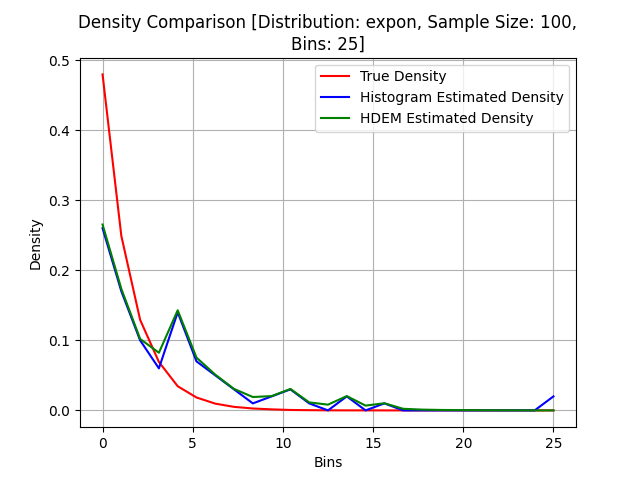 Density Comparison [Distribution: expon, Sample Size: 100,
Bins: 25]
True Density
Histogram Estimated Density
HDEM Estimated Density
Density
0.5
0.4
0.3
0.2
0.1
0.0
0 5 10 15 20 25
Bins